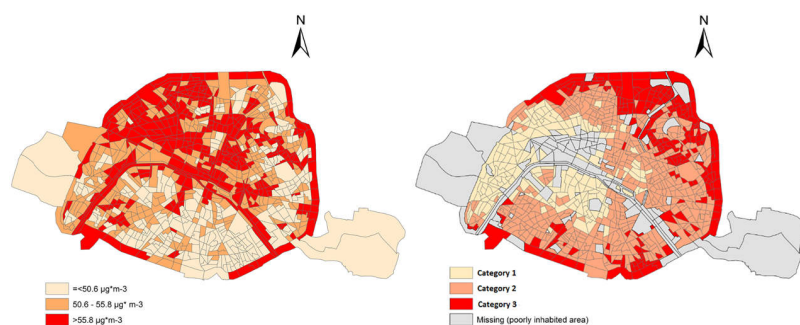 N
N
=<50.6 µg*m-3
50.6 - 55.8 µg* m-3
>55.8 µg*m-3
Category 1
Category 2
Category 3
Missing (poorly inhabited area)